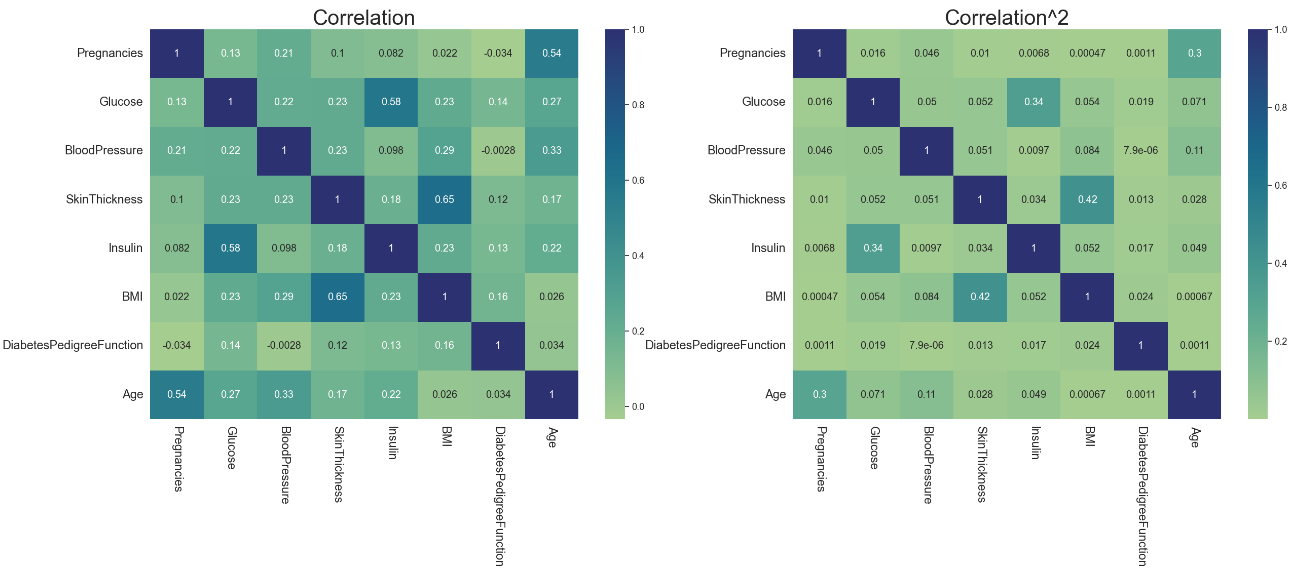 Correlation
Pregnancies 1 0.13 0.21 0.1 0.082 0.022 -0.034 0.54
Glucose 0.13 1 0.22 0.23 0.58 0.23 0.14 0.27
BloodPressure 0.21 0.22 1 0.23 0.098 0.29 -0.0028 0.33
SkinThickness 0.1 0.23 0.23 1 0.18 0.65 0.12 0.17
Insulin 0.082 0.58 0.098 0.18 1 0.23 0.13 0.22
BMI 0.022 0.23 0.29 0.65 0.23 1 0.16 0.026
DiabetesPedigreeFunction -0.034 0.14 -0.0028 0.12 0.13 0.16 1 0.034
Age 0.54 0.27 0.33 0.17 0.22 0.026 0.034 1
Pregnancies
Glucose
BloodPressure
SkinThickness
Insulin
BMI
DiabetesPedigreeFunction
Age
1.0
0.8
0.6
0.4
0.2
0.0
Correlation^2
Pregnancies 1 0.016 0.046 0.01 0.0068 0.00047 0.0011 0.3
Glucose 0.016 1 0.05 0.052 0.34 0.054 0.019 0.071
BloodPressure 0.046 0.05 1 0.051 0.0097 0.084 7.9e-06 0.11
SkinThickness 0.01 0.052 0.051 1 0.034 0.42 0.013 0.028
Insulin 0.0068 0.34 0.0097 0.034 1 0.052 0.017 0.049
BMI 0.00047 0.054 0.084 0.42 0.052 1 0.024 0.00067
DiabetesPedigreeFunction 0.0011 0.019 7.9e-06 0.013 0.017 0.024 1 0.0011
Age 0.3 0.071 0.11 0.028 0.049 0.00067 0.0011 1
Pregnancies
Glucose
BloodPressure
SkinThickness
Insulin
BMI
DiabetesPedigreeFunction
Age
1.0
0.8
0.6
0.4
0.2